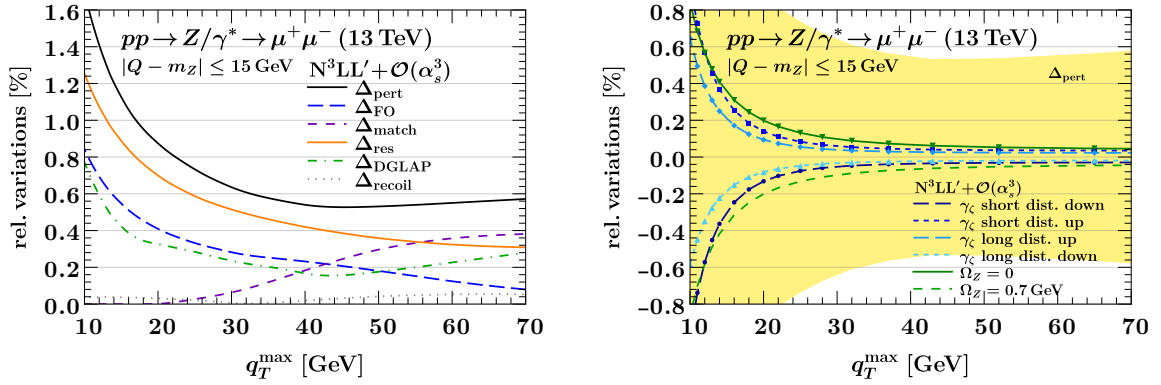 pp → Z/γ* → μ⁺μ⁻ (13 TeV)
|Q − m_Z| ≤ 15 GeV
N³LL′+O(α_s³)
Δ_pert
Δ_FO
Δ_match
Δ_res
Δ_DGLAP
Δ_recoil
rel. variations [%]
1.6
1.4
1.2
1.0
0.8
0.6
0.4
0.2
0.0
10 20 30 40 50 60 70
q_T^max [GeV]
pp → Z/γ* → μ⁺μ⁻ (13 TeV)
|Q − m_Z| ≤ 15 GeV
Δ_pert
N³LL′+O(α_s³)
γ_ζ short dist. down
γ_ζ short dist. up
γ_ζ long dist. up
γ_ζ long dist. down
Ω_Z = 0
Ω_Z = 0.7 GeV
rel. variations [%]
0.8
0.6
0.4
0.2
0.0
−0.2
−0.4
−0.6
−0.8
10 20 30 40 50 60 70
q_T^max [GeV]